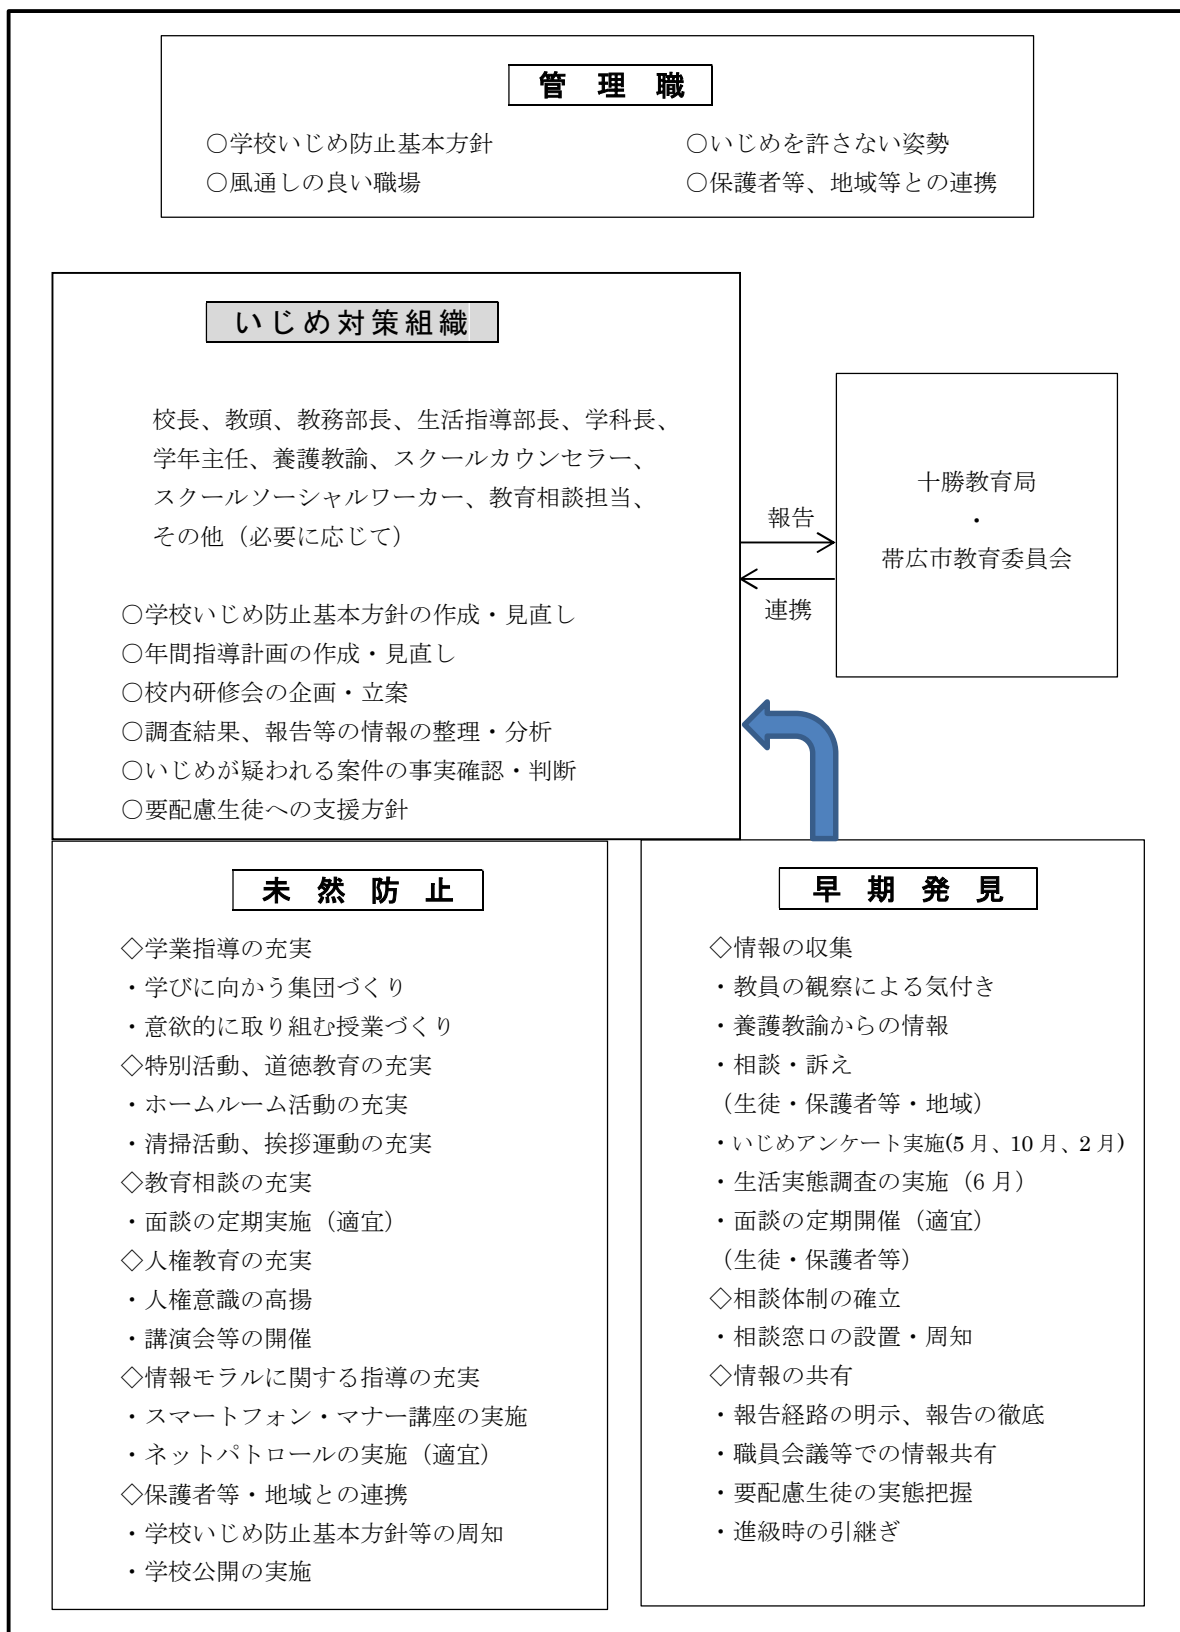 管理職
○学校いじめ防止基本方針
○いじめを許さない姿勢
○風通しの良い職場
○保護者等、地域等との連携
いじめ対策組織
校長、教頭、教務部長、生活指導部長、学科長、
学年主任、養護教諭、スクールカウンセラー、
スクールソーシャルワーカー、教育相談担当、
その他（必要に応じて）
○学校いじめ防止基本方針の作成・見直し
○年間指導計画の作成・見直し
○校内研修会の企画・立案
○調査結果、報告等の情報の整理・分析
○いじめが疑われる案件の事実確認・判断
○要配慮生徒への支援方針
報告
連携
十勝教育局
・
帯広市教育委員会
未然防止
◇学業指導の充実
・学びに向かう集団づくり
・意欲的に取り組む授業づくり
◇特別活動、道徳教育の充実
・ホームルーム活動の充実
・清掃活動、挨拶運動の充実
◇教育相談の充実
・面談の定期実施（適宜）
◇人権教育の充実
・人権意識の高揚
・講演会等の開催
◇情報モラルに関する指導の充実
・スマートフォン・マナー講座の実施
・ネットパトロールの実施（適宜）
◇保護者等・地域との連携
・学校いじめ防止基本方針等の周知
・学校公開の実施
早期発見
◇情報の収集
・教員の観察による気付き
・養護教諭からの情報
・相談・訴え
（生徒・保護者等・地域）
・いじめアンケート実施(5月、10月、2月)
・生活実態調査の実施（6月）
・面談の定期開催（適宜）
（生徒・保護者等）
◇相談体制の確立
・相談窓口の設置・周知
◇情報の共有
・報告経路の明示、報告の徹底
・職員会議等での情報共有
・要配慮生徒の実態把握
・進級時の引継ぎ